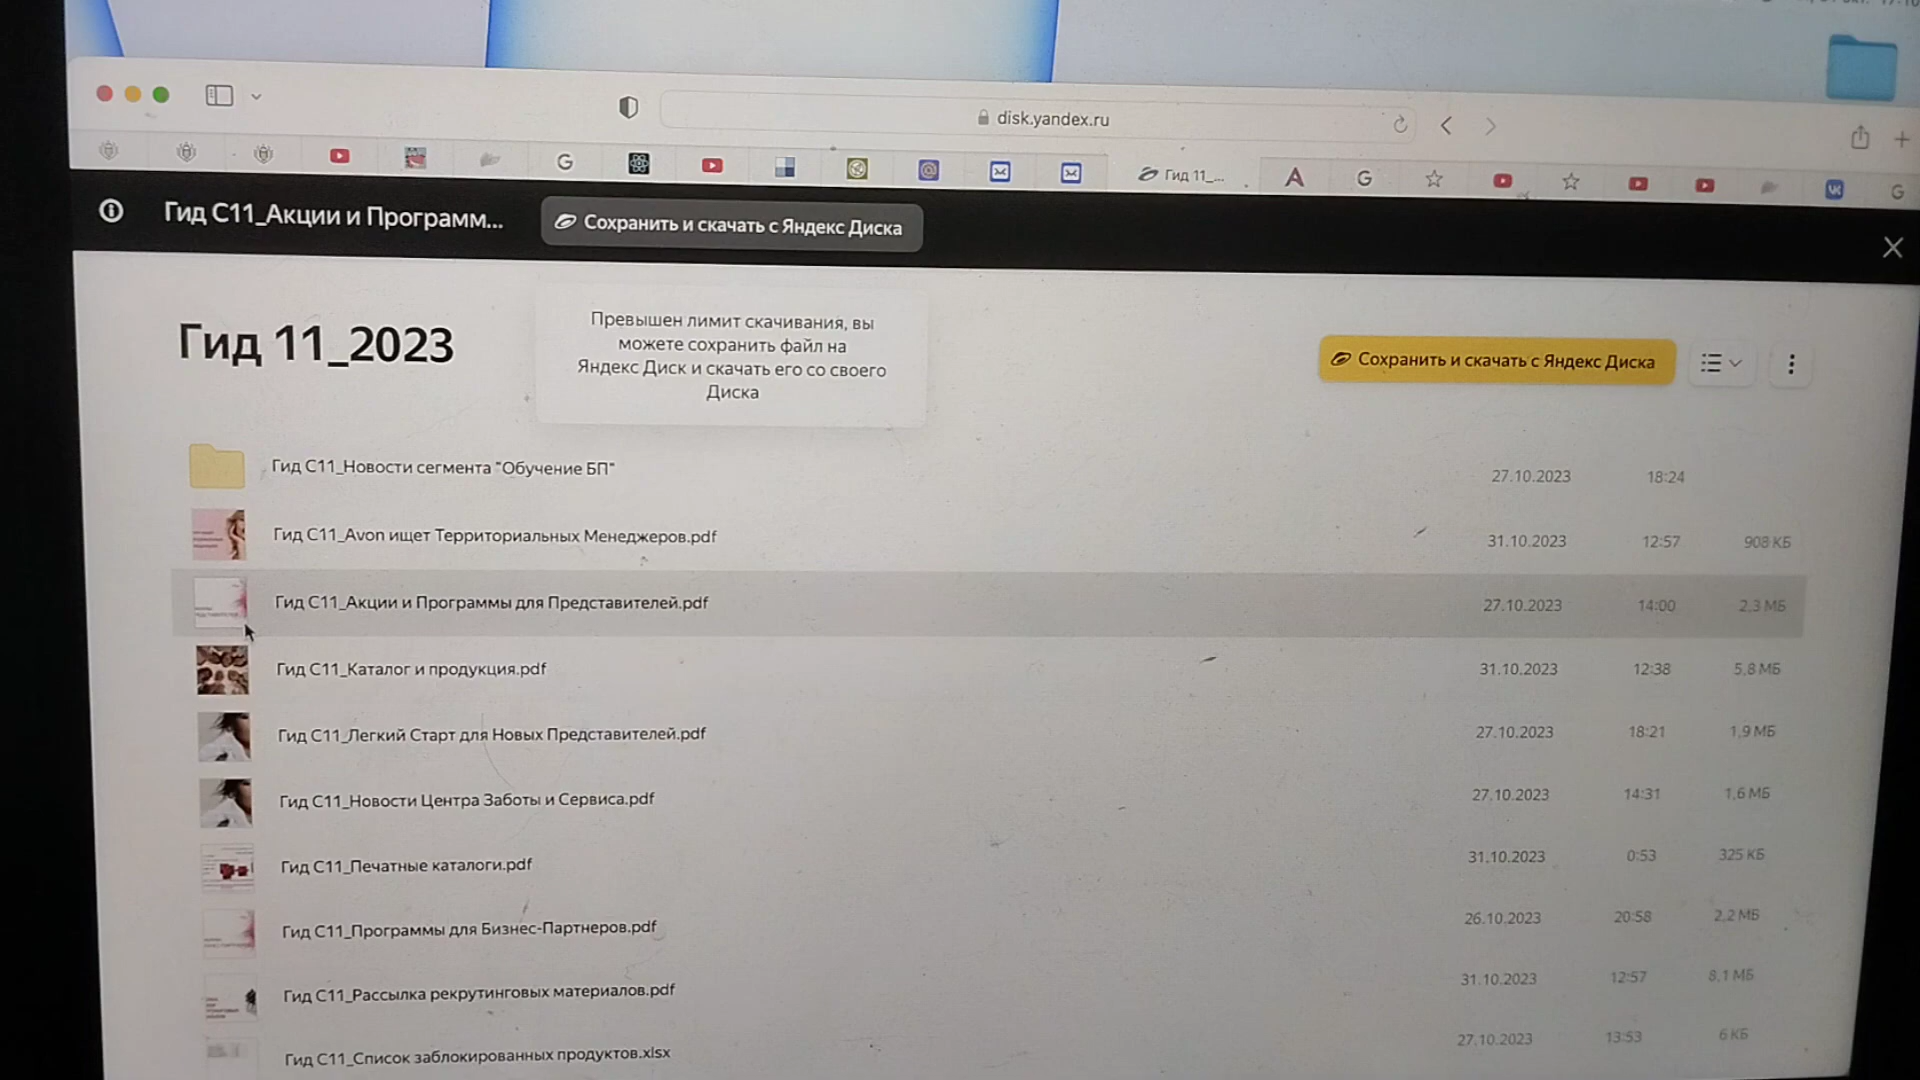 disk.yandex.ru
Гид 11_...
Гид С11_Акции и Программ...
Сохранить и скачать с Яндекс Диска
Гид 11_2023
Превышен лимит скачивания, вы
можете сохранить файл на
Яндекс Диск и скачать его со своего
Диска
Сохранить и скачать с Яндекс Диска
Гид С11_Новости сегмента "Обучение БП" 27.10.2023 18:24
Гид С11_Avon ищет Территориальных Менеджеров.pdf 31.10.2023 12:57 908 КБ
Гид С11_Акции и Программы для Представителей.pdf 27.10.2023 14:00 2,3 МБ
Гид С11_Каталог и продукция.pdf 31.10.2023 12:38 5,8 МБ
Гид С11_Легкий Старт для Новых Представителей.pdf 27.10.2023 18:21 1,9 МБ
Гид С11_Новости Центра Заботы и Сервиса.pdf 27.10.2023 14:31 1,6 МБ
Гид С11_Печатные каталоги.pdf 31.10.2023 0:53 325 КБ
Гид С11_Программы для Бизнес-Партнеров.pdf 26.10.2023 20:58 2,2 МБ
Гид С11_Рассылка рекрутинговых материалов.pdf 31.10.2023 12:57 8,1 МБ
Гид С11_Список заблокированных продуктов.xlsx 27.10.2023 13:53 6 КБ